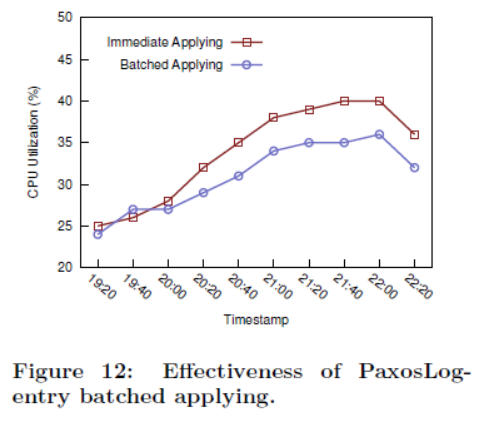 50
45
40
35
30
25
20
CPU Utilization (%)
Immediate Applying
Batched Applying
19:20
19:40
20:00
20:20
20:40
21:00
21:20
21:40
22:00
22:20
Timestamp
Figure 12: Effectiveness of PaxosLog-
entry batched applying.